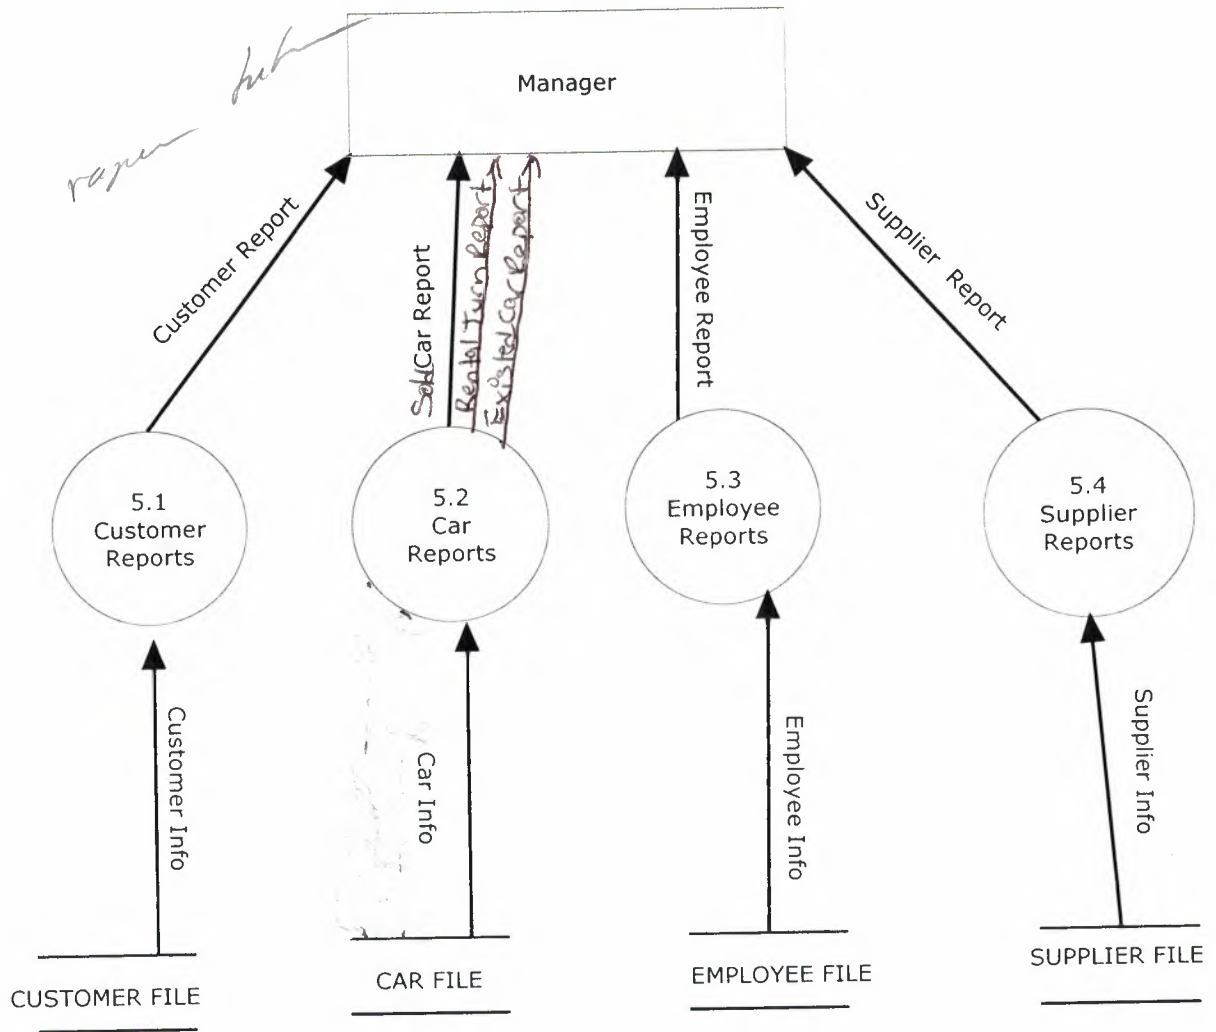 Manager
Customer Report
Sold Car Report
Rental Turn Report
Existed Car Report
Employee Report
Supplier Report
5.1
Customer
Reports
5.2
Car
Reports
5.3
Employee
Reports
5.4
Supplier
Reports
Customer Info
Car Info
Employee Info
Supplier Info
CUSTOMER FILE
CAR FILE
EMPLOYEE FILE
SUPPLIER FILE